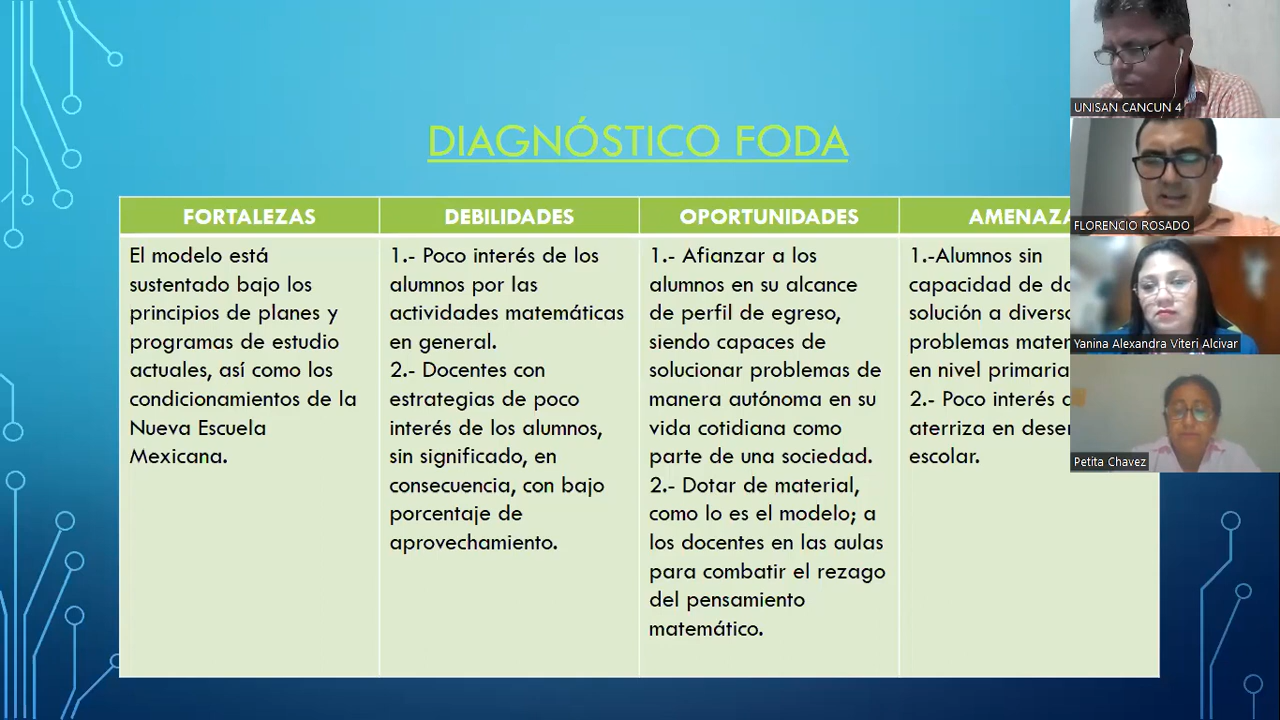 DIAGNÓSTICO FODA
FORTALEZAS
El modelo está
sustentado bajo los
principios de planes y
programas de estudio
actuales, así como los
condicionamientos de la
Nueva Escuela
Mexicana.
DEBILIDADES
1.- Poco interés de los
alumnos por las
actividades matemáticas
en general.
2.- Docentes con
estrategias de poco
interés de los alumnos,
sin significado, en
consecuencia, con bajo
porcentaje de
aprovechamiento.
OPORTUNIDADES
1.- Afianzar a los
alumnos en su alcance
de perfil de egreso,
siendo capaces de
solucionar problemas de
manera autónoma en su
vida cotidiana como
parte de una sociedad.
2.- Dotar de material,
como lo es el modelo; a
los docentes en las aulas
para combatir el rezago
del pensamiento
matemático.
1.-Alumnos sin
capacidad de
solución a
problemas
en nivel primaria
2.- Poco interés
aterriza en
escolar.
UNISAN CANCUN 4
FLORENCIO ROSADO
Yanina Alexandra Viteri Alcivar
Petita Chavez